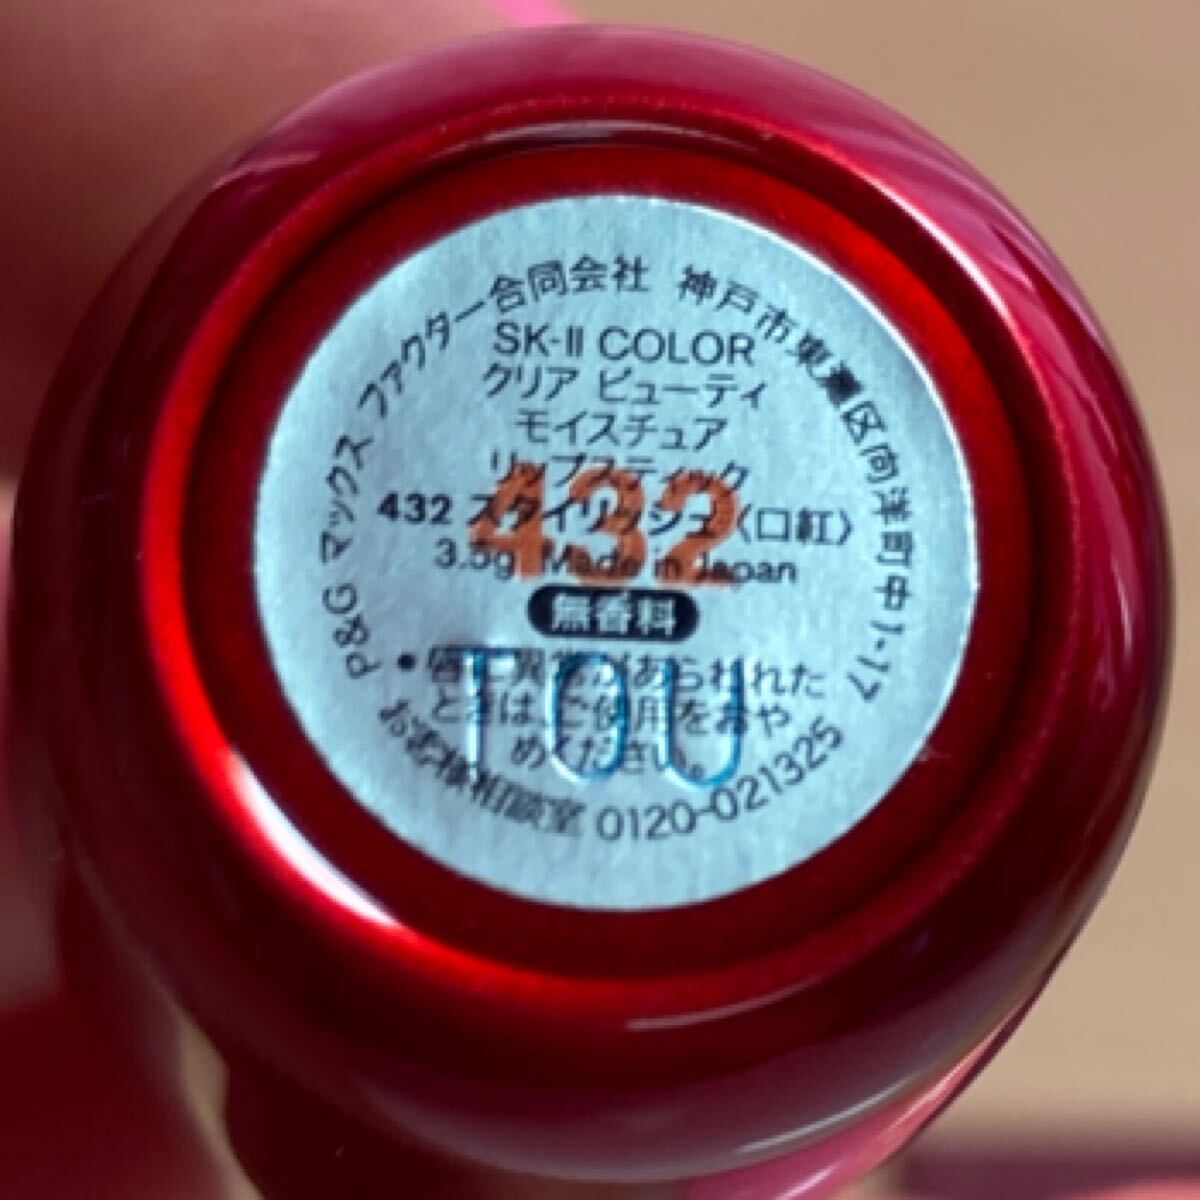 P&G マックス ファクター合同会社 神戸市東灘区向洋町中1-17
SK-II COLOR
クリア ビューティ
モイスチュア
リップスティック
432 スタイリッシュ〈口紅〉
432
3.5g Made in Japan
無香料
•唇に異常があらわれた
ときは、ご使用をおや
めください。
TOU
お客様相談室 0120-021325